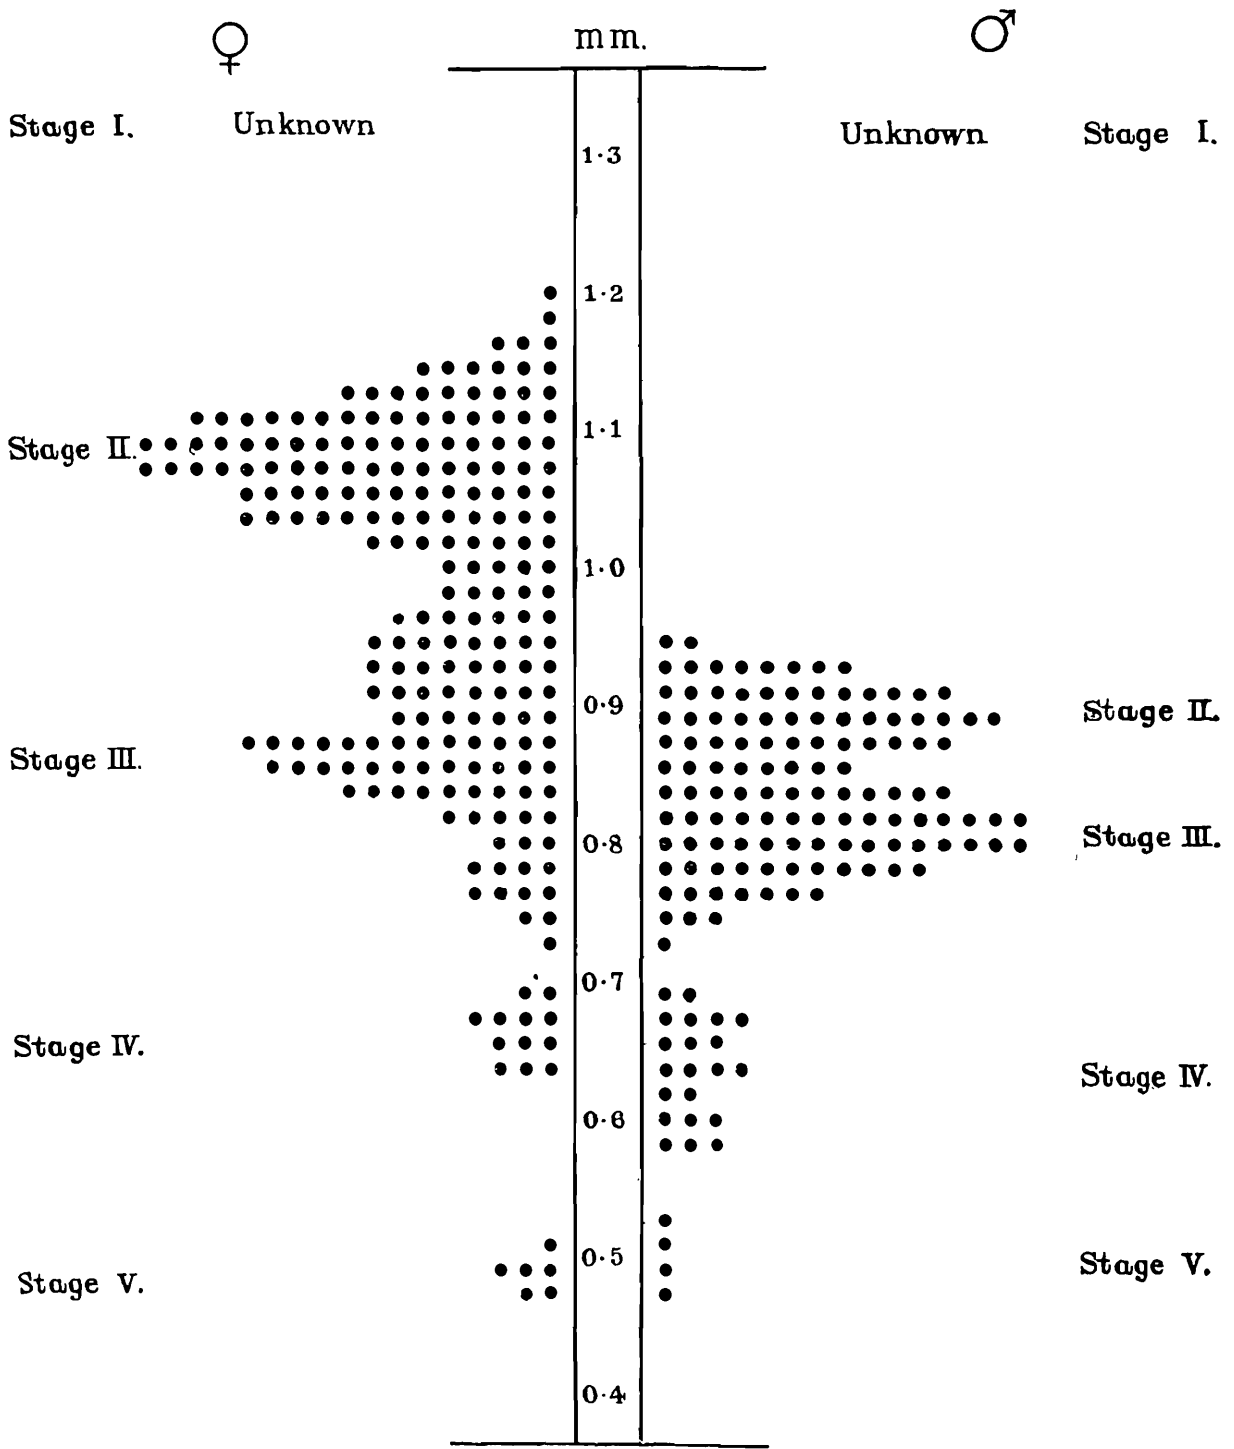 ♀ mm. ♂
Stage I. Unknown
Unknown Stage I.
1·3
1·2
1·1
Stage II.
1·0
0·9
Stage II.
Stage III.
0·8
Stage III.
0·7
Stage IV.
Stage IV.
0·6
0·5
Stage V.
Stage V.
0·4